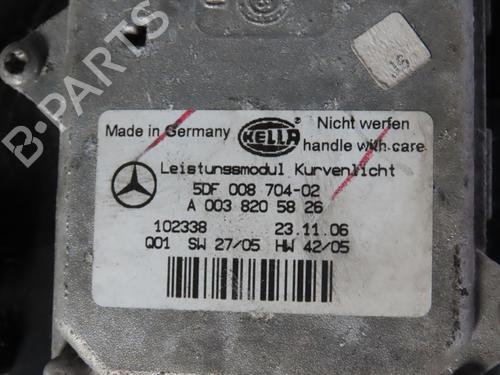 B-PARTS
Made in Germany HELLA Nicht werfen
handle with care
Leistungsmodul Kurvenlicht
5DF 008 704-02
A 003 820 58 26
102338 23.11.06
Q01 SW 27/05 HW 42/05